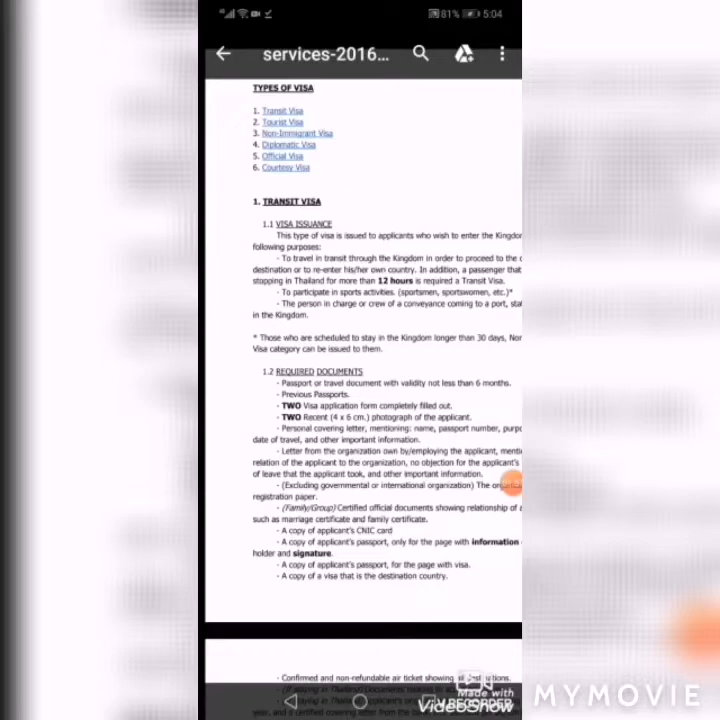 81% 5:04
services-2016...
TYPES OF VISA
1. Transit Visa
2. Tourist Visa
3. Non-Immigrant Visa
4. Diplomatic Visa
5. Official Visa
6. Courtesy Visa
1. TRANSIT VISA
1.1 VISA ISSUANCE
This type of visa is issued to applicants who wish to enter the Kingdo
following purposes:
- To travel in transit through the Kingdom in order to proceed to the
destination or to re-enter his/her own country. In addition, a passenger that
stopping in Thailand for more than 12 hours is required a Transit Visa.
- To participate in sports activities. (sportsmen, sportswomen, etc.)*
- The person in charge or crew of a conveyance coming to a port, sta
in the Kingdom.
* Those who are scheduled to stay in the Kingdom longer than 30 days, Non
Visa category can be issued to them.
1.2 REQUIRED DOCUMENTS
- Passport or travel document with validity not less than 6 months.
- Previous Passports.
- TWO Visa application form completely filled out.
- TWO Recent (4 x 6 cm.) photograph of the applicant.
- Personal covering letter, mentioning: name, passport number, purpo
date of travel, and other important information.
- Letter from the organization own by/employing the applicant, menti
relation of the applicant to the organization, no objection for the applicant's
of leave that the applicant took, and other important information.
- (Excluding governmental or international organization) The
registration paper.
- (Family/Group) Certified official documents showing relationship of
such as marriage certificate and family certificate.
- A copy of applicant's CNIC card
- A copy of applicant's passport, only for the page with information
holder and signature.
- A copy of applicant's passport, for the page with visa.
- A copy of a visa that is the destination country.
- Confirmed and non-refundable air ticket showing all
Made with
VideoShow
MYMOVIE